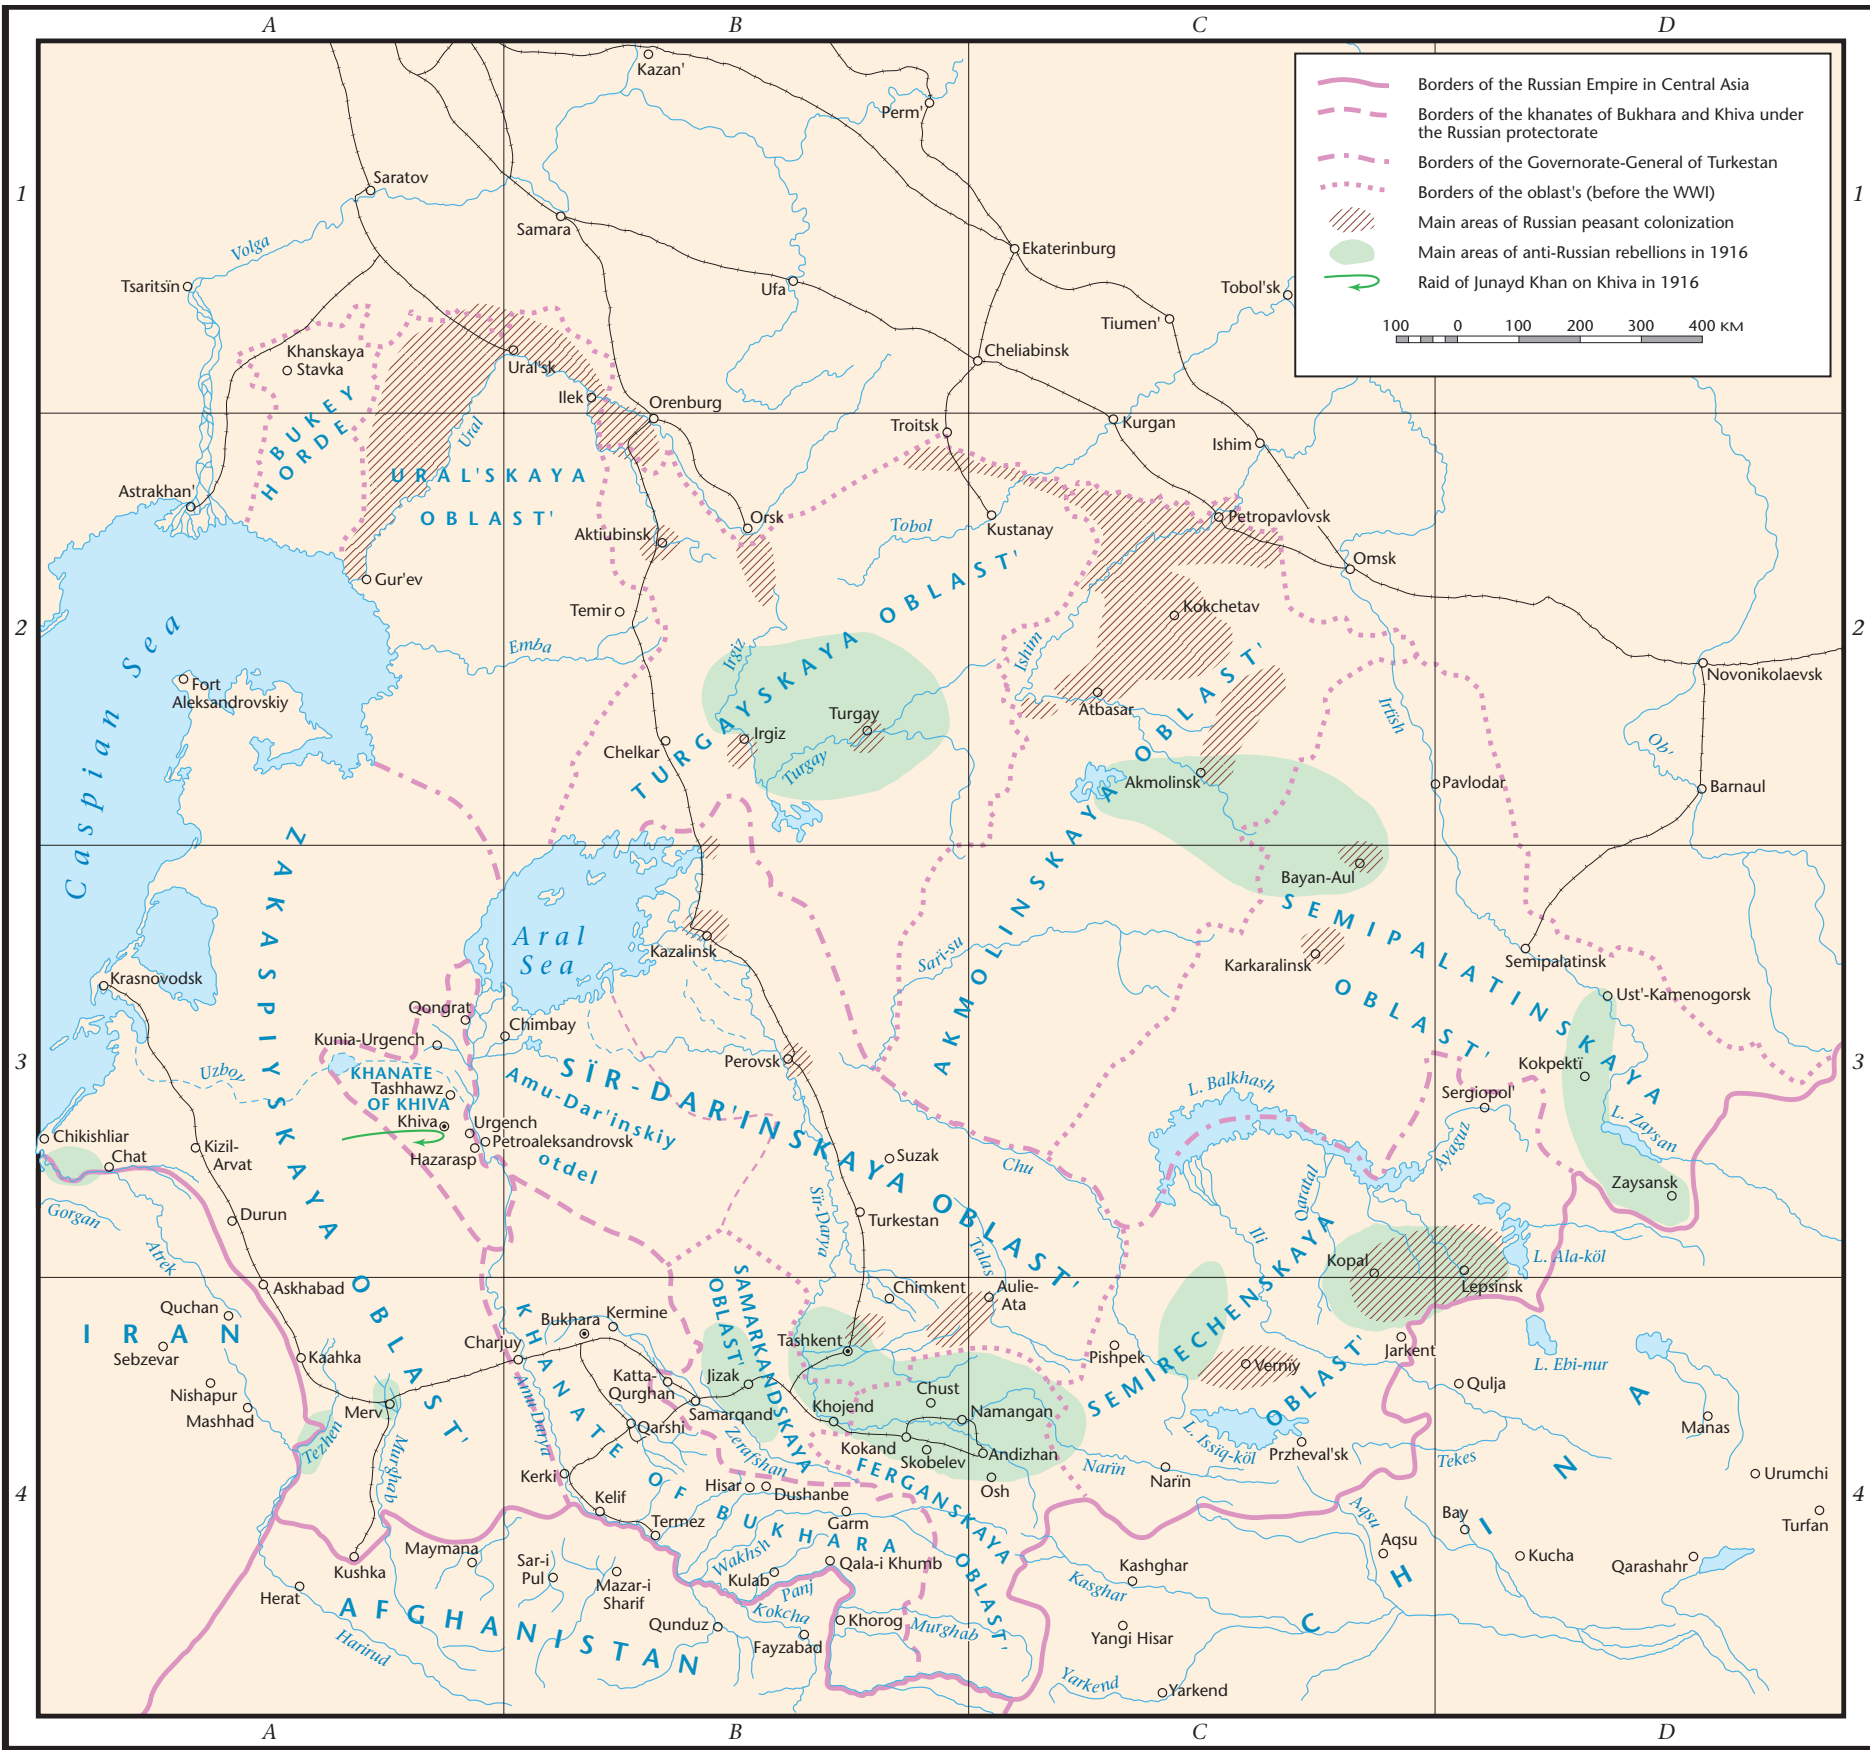 A
B
C
D
Borders of the Russian Empire in Central Asia
Borders of the khanates of Bukhara and Khiva under
the Russian protectorate
Borders of the Governorate-General of Turkestan
Borders of the oblast's (before the WWI)
Main areas of Russian peasant colonization
Main areas of anti-Russian rebellions in 1916
Raid of Junayd Khan on Khiva in 1916
100 0 100 200 300 400 KM
1
1
Kazan'
Perm'
Saratov
Samara
Volga
Tsaritsïn
Ufa
Ekaterinburg
Tobol'sk
Tiumen'
Cheliabinsk
Khanskaya
Stavka
Ural'sk
Ilek
Orenburg
BUKEY
HORDE
Ural
Troitsk
Kurgan
Ishim
URAL'SKAYA
OBLAST'
Astrakhan'
Aktiubinsk
Orsk
Tobol
Kustanay
Petropavlovsk
Omsk
Gur'ev
Temir
2
2
Kokchetav
Emba
Irgiz
Ishim
TURGAYSKAYA OBLAST'
Caspian Sea
Fort
Aleksandrovskiy
Atbasar
Irtïsh
Novonikolaevsk
Turgay
Irgiz
Turgay
Chelkar
Ob'
Akmolinsk
Pavlodar
Barnaul
AKMOLINSKAYA OBLAST'
Bayan-Aul
SEMIPALATINSKAYA
OBLAST'
ZAKASPIYSKAYA OBLAST'
Aral
Sea
Kazalinsk
Sarï-su
Karkaralinsk
Semipalatinsk
Krasnovodsk
Ust'-Kamenogorsk
Qongrat
Chimbay
Kunia-Urgench
Perovsk
3
3
Uzboy
KHANATE
OF KHIVA
Tashhawz
Khiva
Urgench
Petroaleksandrovsk
Hazarasp
SÏR-DAR'INSKAYA OBLAST'
Amu-Dar'inskiy
otdel
L. Balkhash
Kokpektï
Sergiopol'
L. Zaysan
Ayaguz
Chikishliar
Chat
Kizil-
Arvat
Suzak
Chu
Zaysansk
Gorgan
Durun
Sïr-Darya
Turkestan
Qaratal
Ili
Atrek
Talas
Kopal
L. Ala-köl
Lepsinsk
Askhabad
Chimkent
Aulie-
Ata
Quchan
IRAN
Sebzevar
Kaahka
Bukhara
Kermine
SAMARKANDSKAYA
OBLAST'
Tashkent
Charjuy
Pishpek
Verniy
Jarkent
L. Ebi-nur
SEMIRECHENSKAYA
OBLAST'
Nishapur
Mashhad
Katta-
Qurghan
Jizak
Chust
Qulja
Merv
Amu-Darya
KHANATE OF BUKHARA
Samarqand
Khojend
Namangan
Manas
Tezhen
Murghab
Qarshi
Zerafshan
Kokand
Skobelev
Andizhan
L. Issïq-köl
Przheval'sk
Tekes
Kerki
Hisar
Dushanbe
FERGANSKAYA
OBLAST'
Osh
Narïn
Narïn
Urumchi
4
4
Kelif
Termez
Garm
Aqsu
Bay
Turfan
Kushka
Maymana
Sar-i
Pul
Mazar-i
Sharif
Wakhsh
Kulab
Qala-i Khumb
Panj
Kashghar
Aqsu
Kucha
Qarashahr
Herat
Kokcha
Kasghar
CHINA
AFGHANISTAN
Qunduz
Fayzabad
Khorog
Murghab
Yangi Hisar
Harirud
Yarkend
Yarkend
A
B
C
D